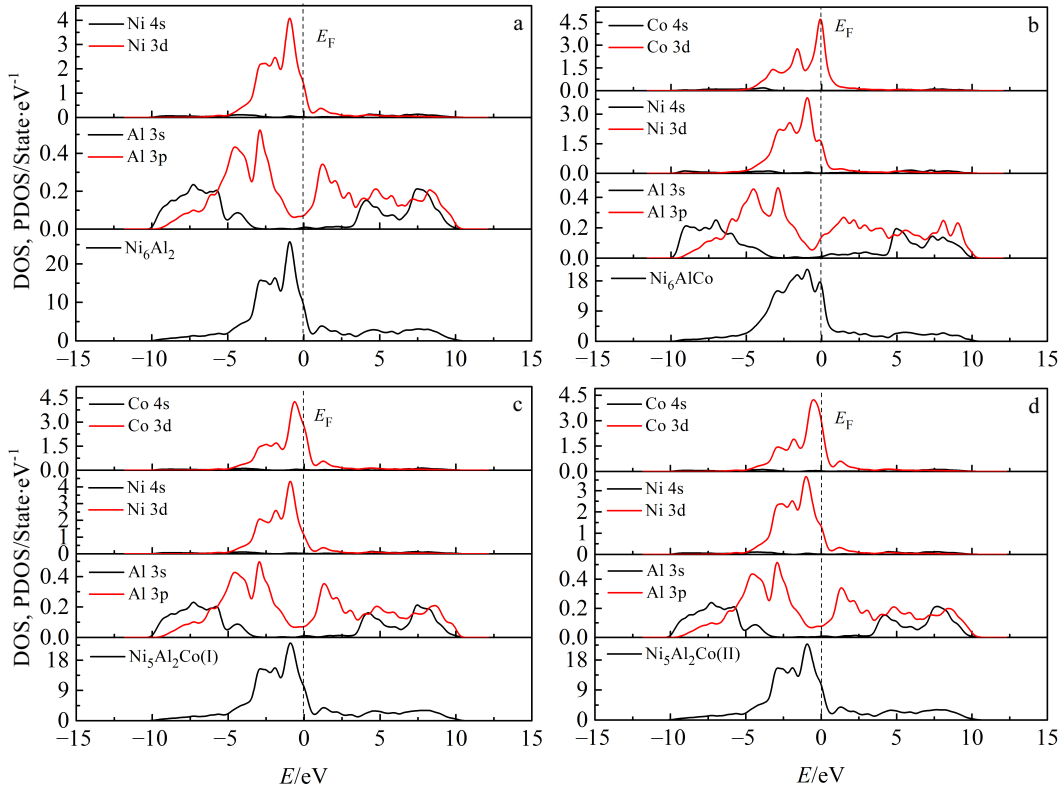 a
Ni 4s
Ni 3d
E_F
4
3
2
1
0
Al 3s
Al 3p
0.4
0.2
0.0
Ni₆Al₂
20
10
0
−15 −10 −5 0 5 10 15
DOS, PDOS/State·eV⁻¹
b
Co 4s
Co 3d
E_F
4.5
3.0
1.5
0.0
Ni 4s
Ni 3d
3.0
1.5
0.0
Al 3s
Al 3p
0.4
0.2
0.0
Ni₆AlCo
18
9
0
−15 −10 −5 0 5 10 15
c
Co 4s
Co 3d
E_F
4.5
3.0
1.5
0.0
Ni 4s
Ni 3d
4
3
2
1
0
Al 3s
Al 3p
0.4
0.2
0.0
Ni₅Al₂Co(I)
18
9
0
−15 −10 −5 0 5 10 15
E/eV
DOS, PDOS/State·eV⁻¹
d
Co 4s
Co 3d
E_F
4.5
3.0
1.5
0.0
Ni 4s
Ni 3d
3
2
1
0
Al 3s
Al 3p
0.4
0.2
0.0
Ni₅Al₂Co(II)
18
9
0
−15 −10 −5 0 5 10 15
E/eV